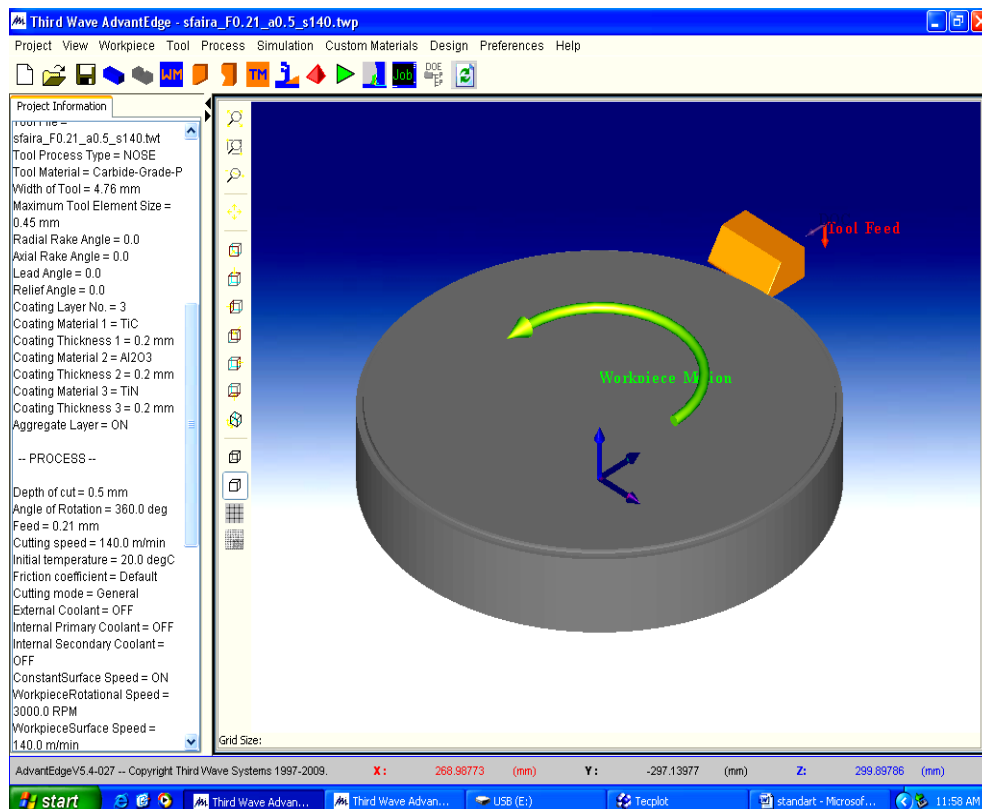 Third Wave AdvantEdge - sfaira_F0.21_a0.5_s140.twp
Project View Workpiece Tool Process Simulation Custom Materials Design Preferences Help
WM TM Job DOE
Project Information
Tool File =
sfaira_F0.21_a0.5_s140.twt
Tool Process Type = NOSE
Tool Material = Carbide-Grade-P
Width of Tool = 4.76 mm
Maximum Tool Element Size =
0.45 mm
Radial Rake Angle = 0.0
Axial Rake Angle = 0.0
Lead Angle = 0.0
Relief Angle = 0.0
Coating Layer No. = 3
Coating Material 1 = TiC
Coating Thickness 1 = 0.2 mm
Coating Material 2 = Al2O3
Coating Thickness 2 = 0.2 mm
Coating Material 3 = TiN
Coating Thickness 3 = 0.2 mm
Aggregate Layer = ON
-- PROCESS --
Depth of cut = 0.5 mm
Angle of Rotation = 360.0 deg
Feed = 0.21 mm
Cutting speed = 140.0 m/min
Initial temperature = 20.0 degC
Friction coefficient = Default
Cutting mode = General
External Coolant = OFF
Internal Primary Coolant = OFF
Internal Secondary Coolant =
OFF
ConstantSurface Speed = ON
WorkpieceRotational Speed =
3000.0 RPM
WorkpieceSurface Speed =
140.0 m/min
Tool Feed
Workpiece Motion
Grid Size:
AdvantEdgeV5.4-027 -- Copyright Third Wave Systems 1997-2009. X : 268.98773 (mm) Y : -297.13977 (mm) Z: 299.89786 (mm)
start Third Wave Advan... Third Wave Advan... USB (E:) Tecplot standart - Microsof... 11:58 AM